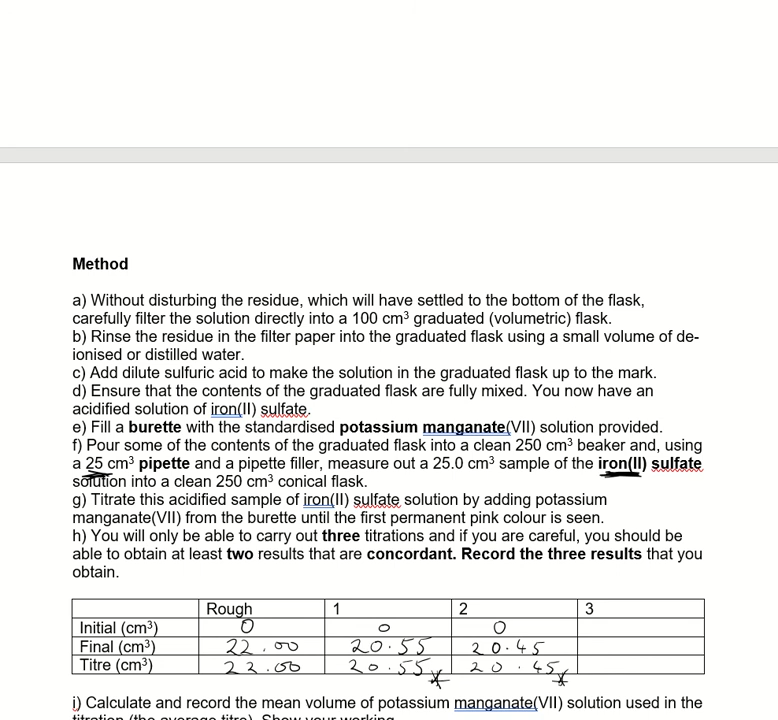 Method
a) Without disturbing the residue, which will have settled to the bottom of the flask,
carefully filter the solution directly into a 100 cm³ graduated (volumetric) flask.
b) Rinse the residue in the filter paper into the graduated flask using a small volume of de-
ionised or distilled water.
c) Add dilute sulfuric acid to make the solution in the graduated flask up to the mark.
d) Ensure that the contents of the graduated flask are fully mixed. You now have an
acidified solution of iron(II) sulfate.
e) Fill a burette with the standardised potassium manganate(VII) solution provided.
f) Pour some of the contents of the graduated flask into a clean 250 cm³ beaker and, using
a 25 cm³ pipette and a pipette filler, measure out a 25.0 cm³ sample of the iron(II) sulfate
solution into a clean 250 cm³ conical flask.
g) Titrate this acidified sample of iron(II) sulfate solution by adding potassium
manganate(VII) from the burette until the first permanent pink colour is seen.
h) You will only be able to carry out three titrations and if you are careful, you should be
able to obtain at least two results that are concordant. Record the three results that you
obtain.
Rough 1 2 3
Initial (cm³) 0 0 0
Final (cm³) 22.00 20.55 20.45
Titre (cm³) 22.00 20.55* 20.45*
i) Calculate and record the mean volume of potassium manganate(VII) solution used in the
titration (the average titre). Show your working.